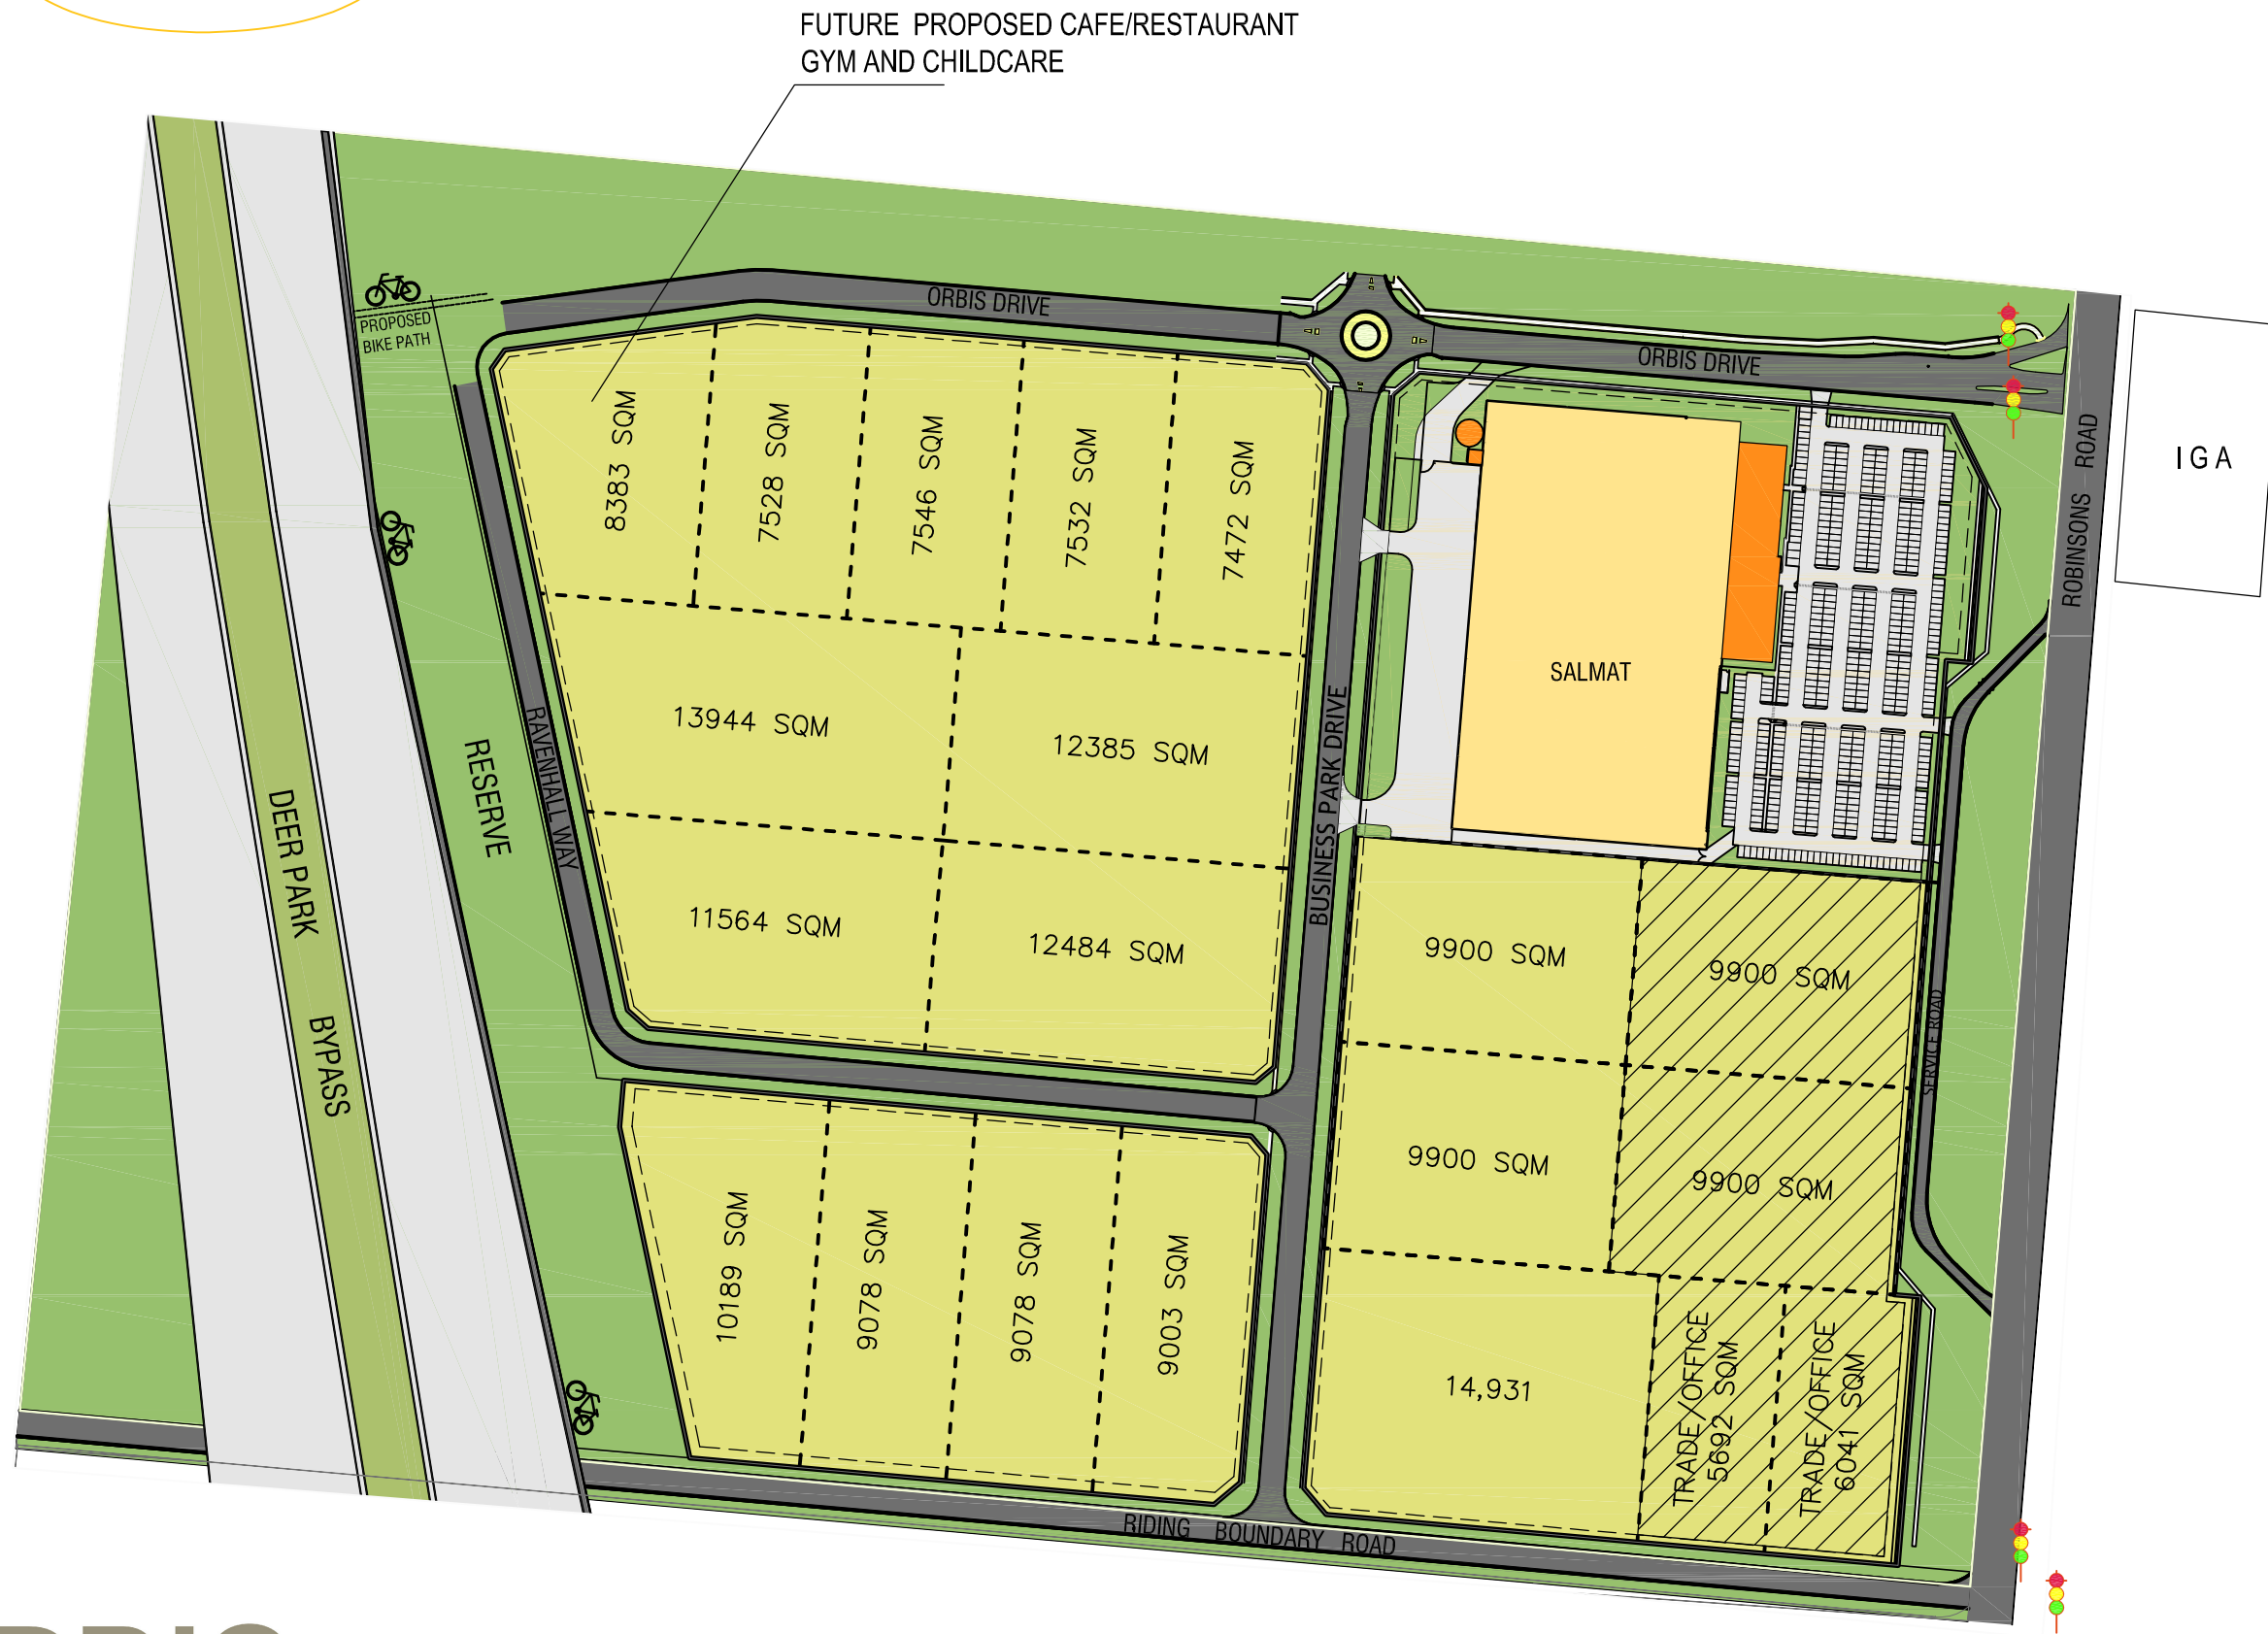 FUTURE PROPOSED CAFE/RESTAURANT
GYM AND CHILDCARE
ORBIS DRIVE
ORBIS DRIVE
PROPOSED
BIKE PATH
ROBINSONS ROAD
IGA
8383 SQM
7528 SQM
7546 SQM
7532 SQM
7472 SQM
SALMAT
13944 SQM
12385 SQM
RAVENHALL WAY
RESERVE
BUSINESS PARK DRIVE
DEER PARK
BYPASS
11564 SQM
12484 SQM
9900 SQM
9900 SQM
SERVICE ROAD
9900 SQM
9900 SQM
10189 SQM
9078 SQM
9078 SQM
9003 SQM
14,931
TRADE/OFFICE
5692 SQM
TRADE/OFFICE
6041 SQM
RIDING BOUNDARY ROAD